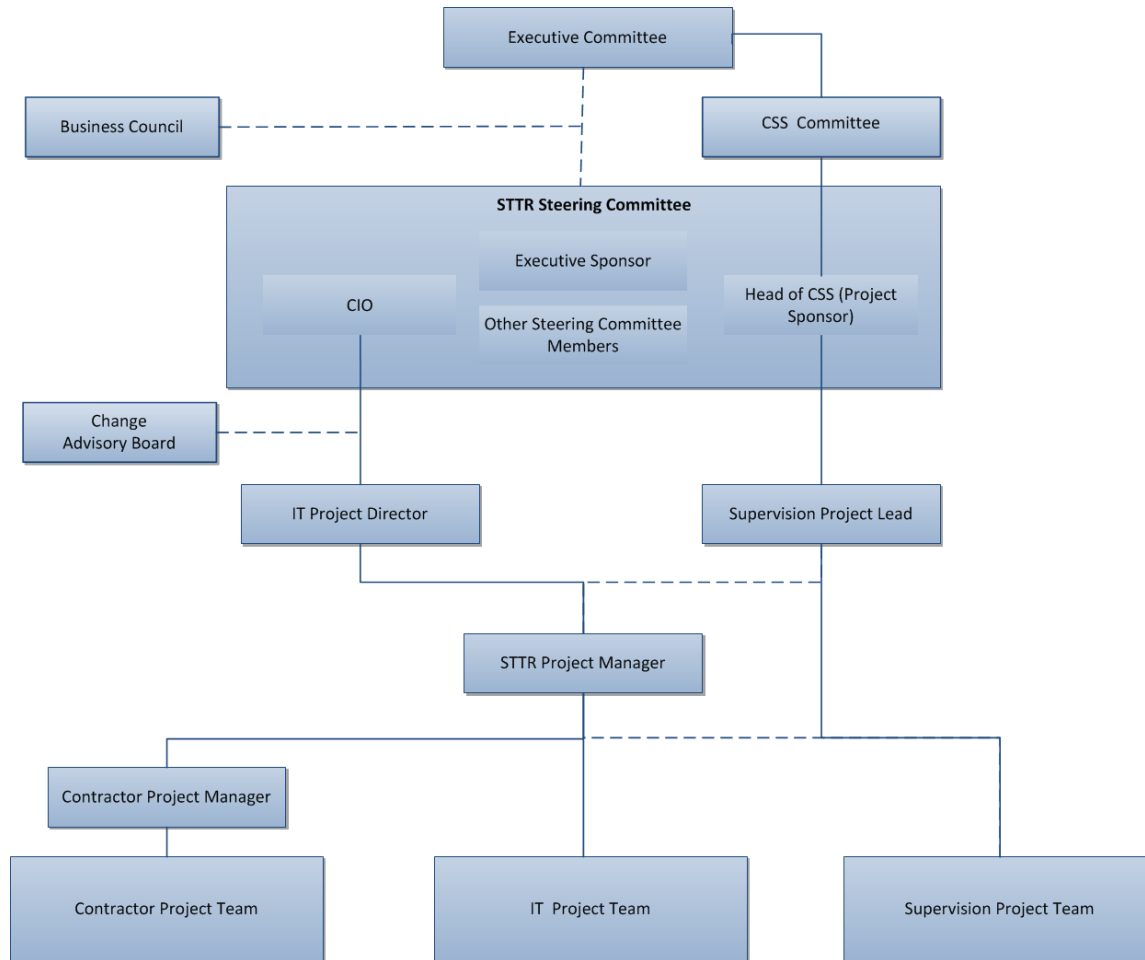 Executive Committee
Business Council
CSS  Committee
STTR Steering Committee
Executive Sponsor
CIO
Head of CSS (Project
Sponsor)
Other Steering Committee
Members
Change
Advisory Board
IT Project Director
Supervision Project Lead
STTR Project Manager
Contractor Project Manager
Contractor Project Team
IT  Project Team
Supervision Project Team